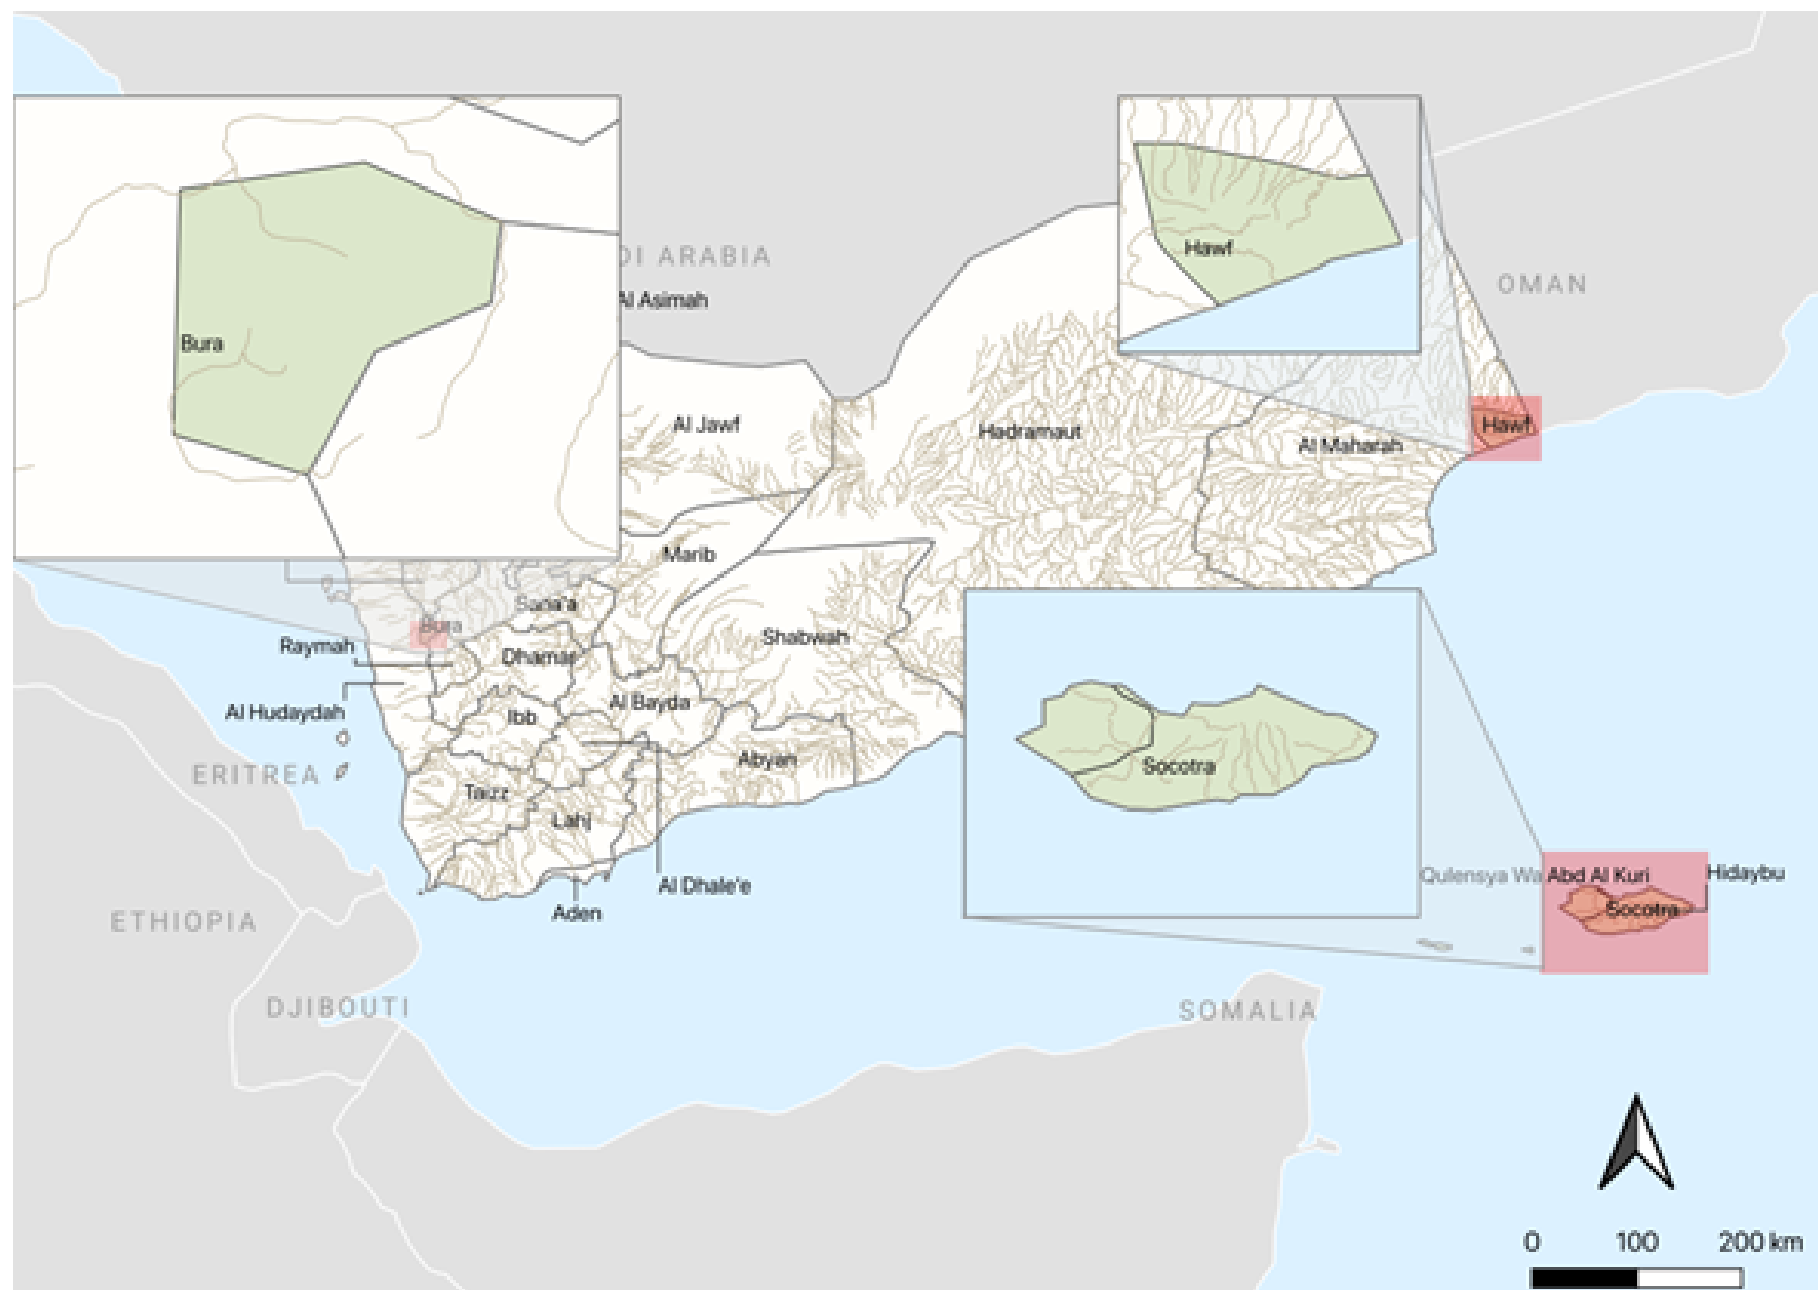 DI ARABIA
Al Asimah
OMAN
Hawf
Bura
Al Jawf
Hadramaut
Al Maharah
Hawf
Marib
Sana'a
Bura
Raymah
Dhamar
Shabwah
Al Hudaydah
Ibb
Al Bayda
Abyan
ERITREA
Taizz
Lahj
Socotra
Al Dhale'e
Aden
Qulensya Wa Abd Al Kuri
Hidaybu
Socotra
ETHIOPIA
DJIBOUTI
SOMALIA
0 100 200 km